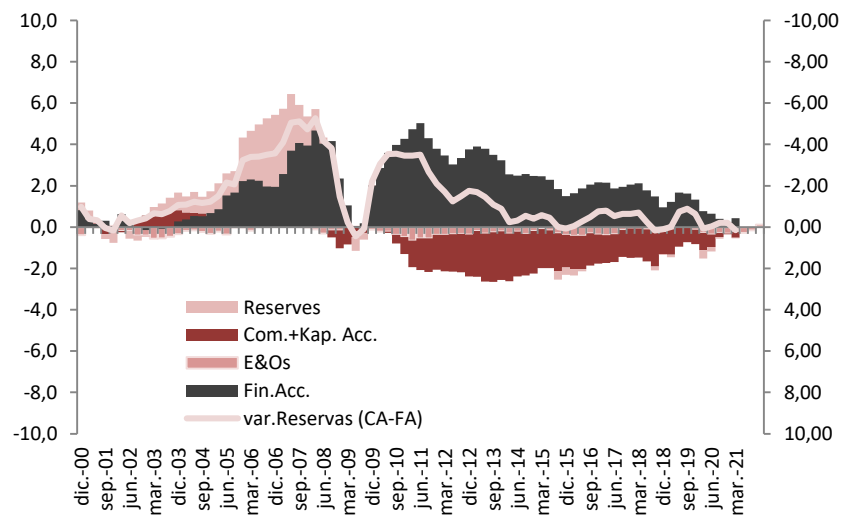 10,0
8,0
6,0
4,0
2,0
0,0
-2,0
-4,0
-6,0
-8,0
-10,0
-10,00
-8,00
-6,00
-4,00
-2,00
0,00
2,00
4,00
6,00
8,00
10,00
Reserves
Com.+Kap. Acc.
E&Os
Fin.Acc.
var.Reservas (CA-FA)
dic.-00
sep.-01
jun.-02
mar.-03
dic.-03
sep.-04
jun.-05
mar.-06
dic.-06
sep.-07
jun.-08
mar.-09
dic.-09
sep.-10
jun.-11
mar.-12
dic.-12
sep.-13
jun.-14
mar.-15
dic.-15
sep.-16
jun.-17
mar.-18
dic.-18
sep.-19
jun.-20
mar.-21